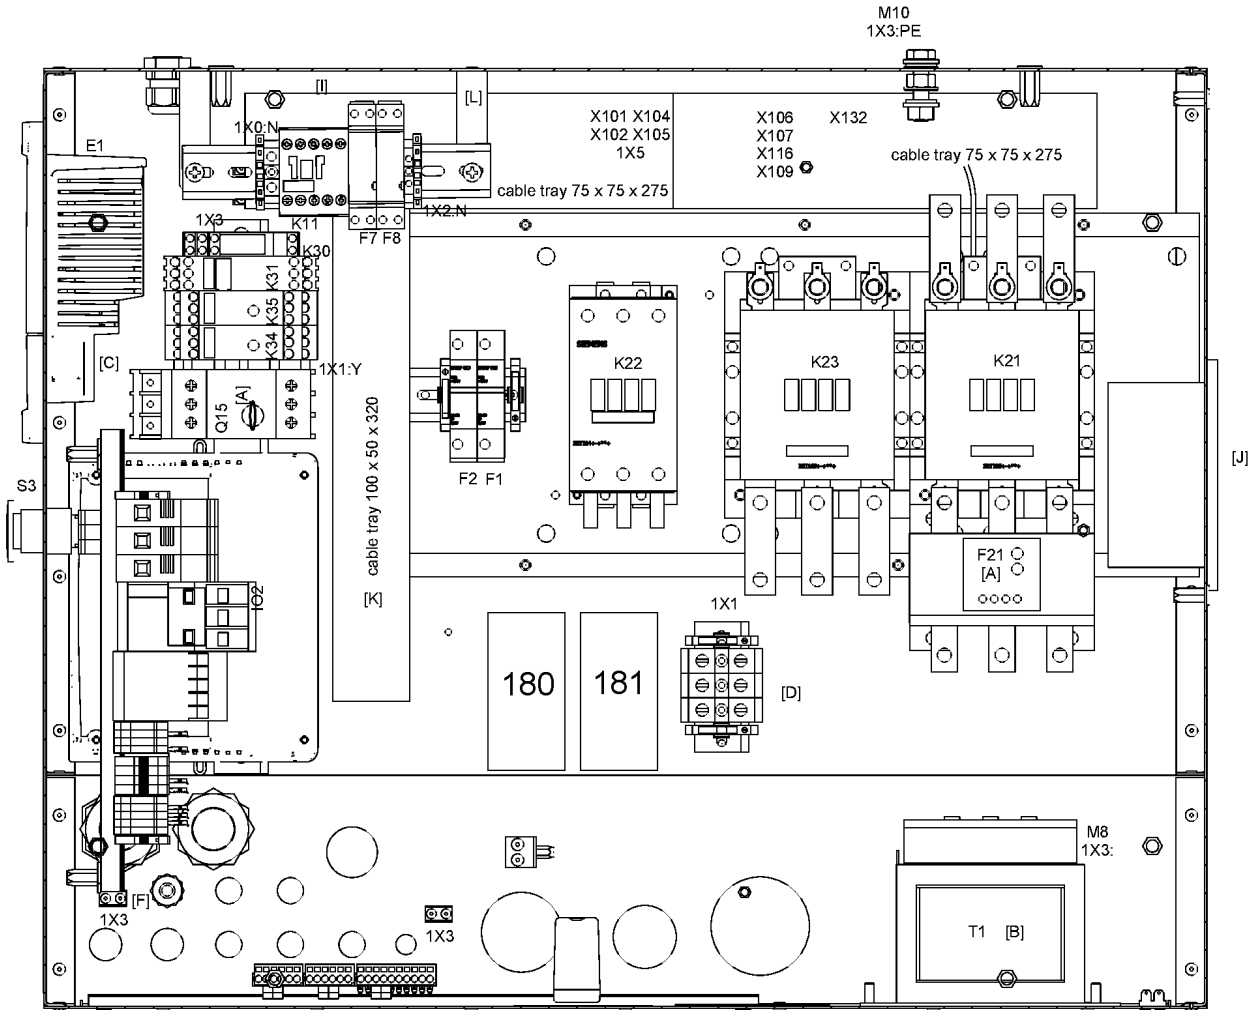 M10
1X3:PE
[I]
[L]
X101 X104
X102 X105
1X5
X106
X107
X116
X109
X132
1X0:N
E1
cable tray 75 x 75 x 275
cable tray 75 x 75 x 275
1X3
K11
1X2:N
F7 F8
K30
K31
K35
K34
[C]
1X1:Y
Q15
[A]
SIEMENS
K22
K23
K21
[J]
F2 F1
S3
cable tray 100 x 50 x 320
[K]
F21
[A]
IO2
1X1
180
181
[D]
M8
1X3:
[F]
1X3
1X3
T1
[B]